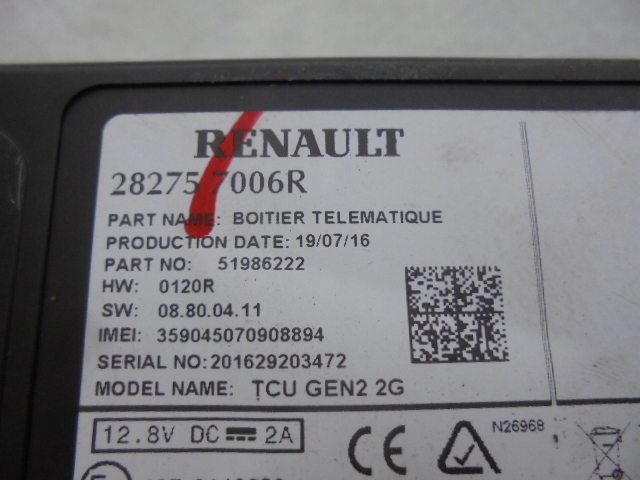 RENAULT
28275 7006R
PART NAME: BOITIER TELEMATIQUE
PRODUCTION DATE: 19/07/16
PART NO: 51986222
HW: 0120R
SW: 08.80.04.11
IMEI: 359045070908894
SERIAL NO: 201629203472
MODEL NAME: TCU GEN2 2G
12.8V DC 2A
CE
N26968